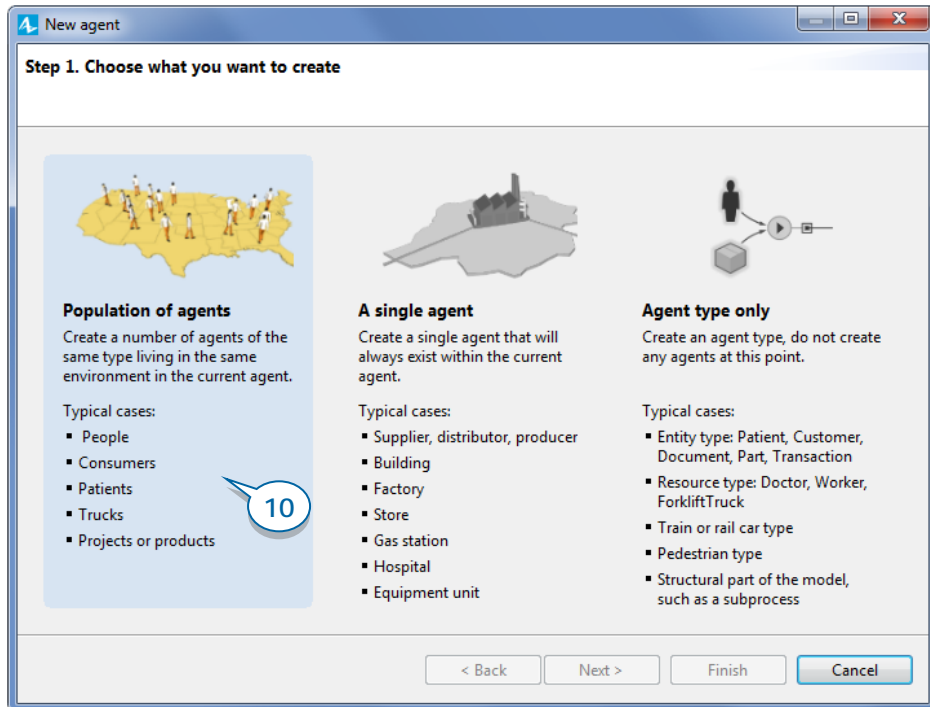 New agent
Step 1. Choose what you want to create
Population of agents
Create a number of agents of the
same type living in the same
environment in the current agent.
Typical cases:
▪ People
▪ Consumers
▪ Patients
▪ Trucks
▪ Projects or products
10
A single agent
Create a single agent that will
always exist within the current
agent.
Typical cases:
▪ Supplier, distributor, producer
▪ Building
▪ Factory
▪ Store
▪ Gas station
▪ Hospital
▪ Equipment unit
Agent type only
Create an agent type, do not create
any agents at this point.
Typical cases:
▪ Entity type: Patient, Customer,
Document, Part, Transaction
▪ Resource type: Doctor, Worker,
ForkliftTruck
▪ Train or rail car type
▪ Pedestrian type
▪ Structural part of the model,
such as a subprocess
< Back
Next >
Finish
Cancel